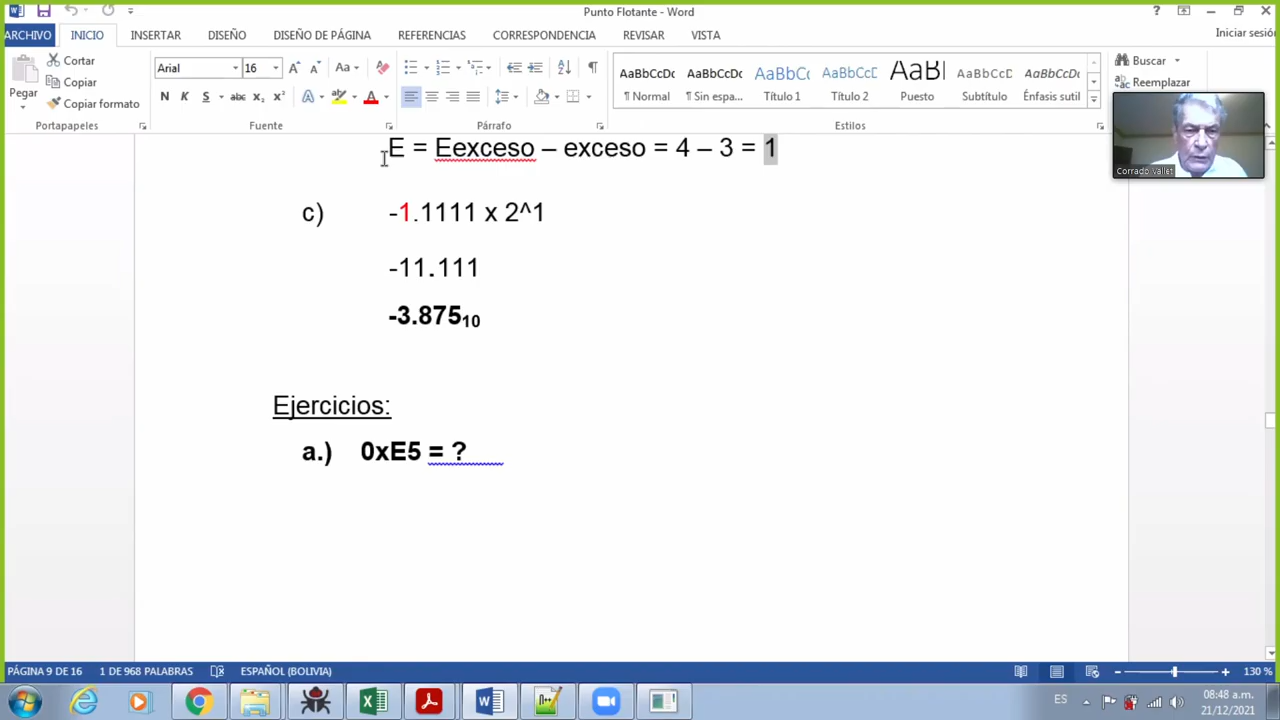 Punto Flotante - Word
ARCHIVO INICIO INSERTAR DISEÑO DISEÑO DE PÁGINA REFERENCIAS CORRESPONDENCIA REVISAR VISTA
Iniciar sesió
Pegar
Cortar
Copiar
Copiar formato
Portapapeles
Arial 16
N K S abc x₂ x²
Fuente
Párrafo
AaBbCcDc AaBbCcDc AaBbCc AaBbCcD AaBl AaBbCcD AaBbCcDc
¶ Normal ¶ Sin espa... Título 1 Título 2 Puesto Subtítulo Énfasis sutil
Estilos
Buscar
Reemplazar
Corrado Vallet
E = Eexceso – exceso = 4 – 3 = 1
c) -1.1111 x 2^1
-11.111
-3.875₁₀
Ejercicios:
a.) 0xE5 = ?
PÁGINA 9 DE 16 1 DE 968 PALABRAS ESPAÑOL (BOLIVIA) 130 %
ES
08:48 a.m.
21/12/2021